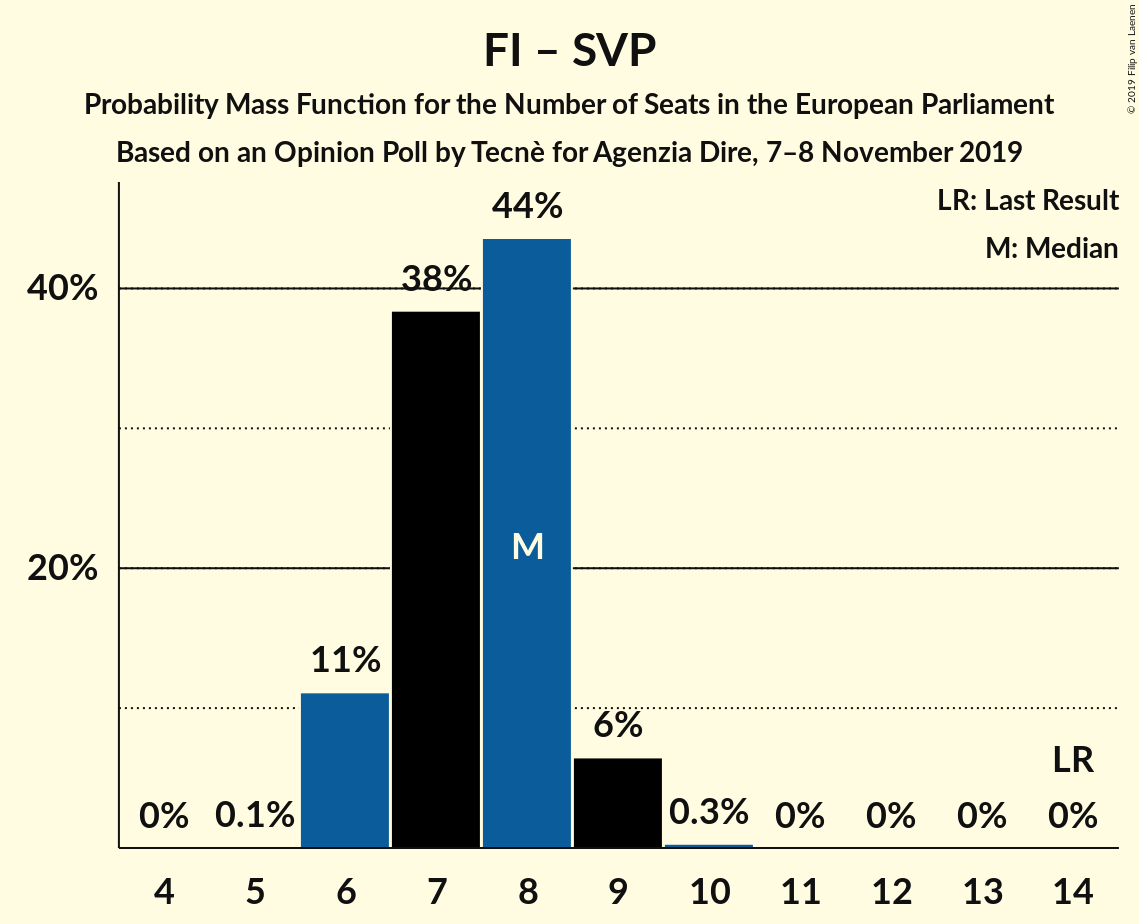 FI – SVP
Probability Mass Function for the Number of Seats in the European Parliament
Based on an Opinion Poll by Tecnè for Agenzia Dire, 7–8 November 2019
© 2019 Filip van Laenen
LR: Last Result
M: Median
40%
20%
0%
0.1%
11%
38%
44%
M
6%
0.3%
0%
0%
0%
LR
0%
4 5 6 7 8 9 10 11 12 13 14